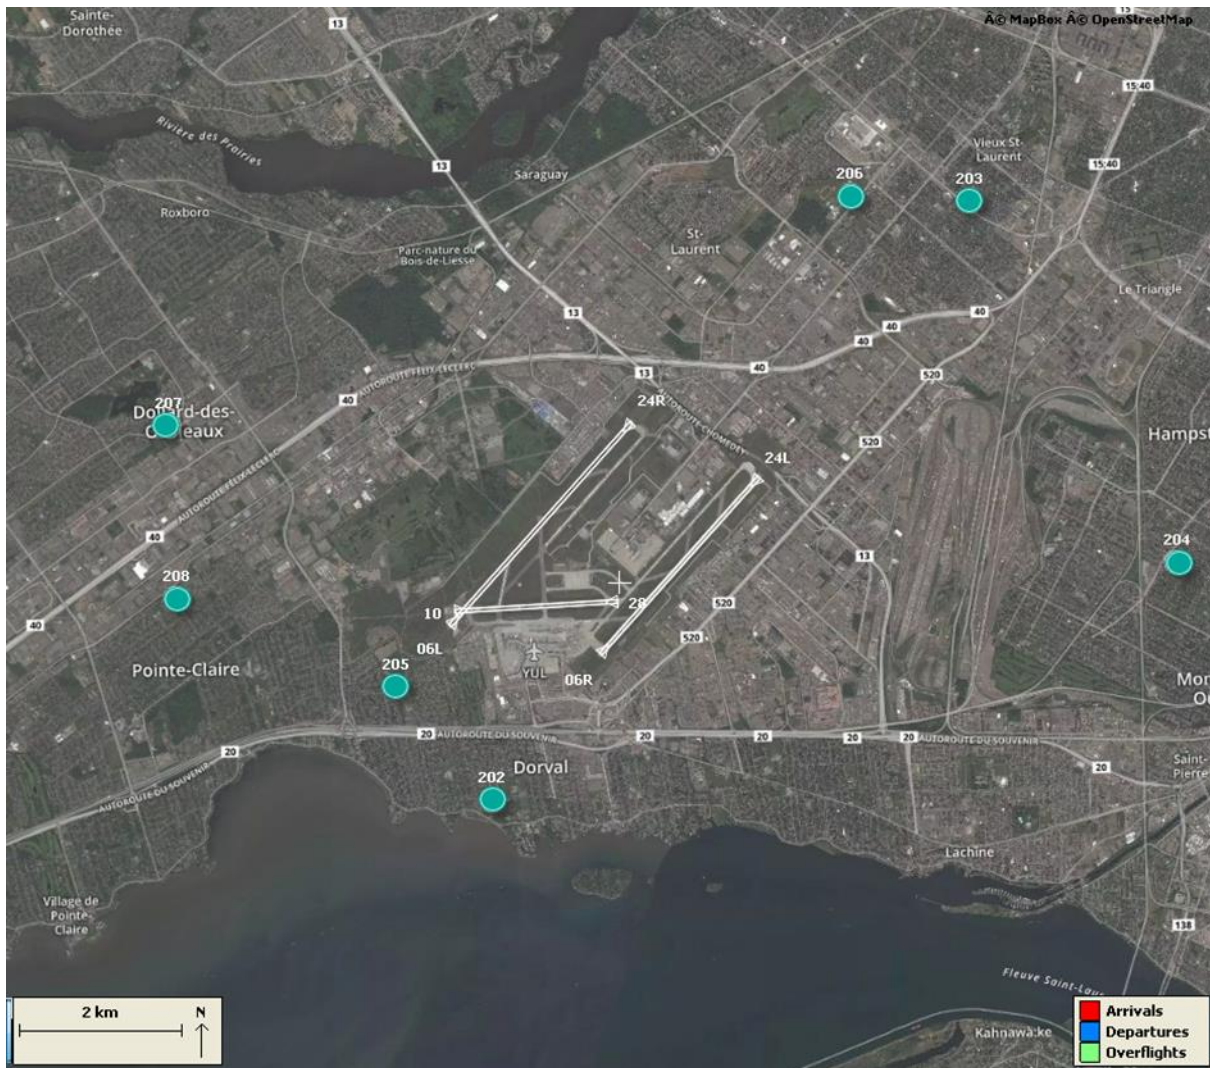 Sainte-
Dorothée
13
15
Â© MapBox Â© OpenStreetMap
15;40
Rivière des Prairies
13
Saraguay
Vieux St-
Laurent
15;40
206
203
Roxboro
Parc-nature du
Bois-de-Liesse
St-
Laurent
Le Triangle
13
40
40
40
13
40
520
AUTOROUTE FÉLIX-LECLERC
40
207
24R
AUTOROUTE CHOMEDEY
Hampst
520
24L
AUTOROUTE FÉLIX-LECLERC
40
13
204
208
520
40
10
28
520
06L
YUL
06R
Pointe-Claire
205
20
20
AUTOROUTE DU SOUVENIR
20
20
20
20
AUTOROUTE DU SOUVENIR
20
Saint-
Pierre
Dorval
202
AUTOROUTE DU SOUVENIR
Lachine
Village de
Pointe-
Claire
138
Fleuve Saint-Lau
2 km
N
Kahnawà:ke
Arrivals
Departures
Overflights